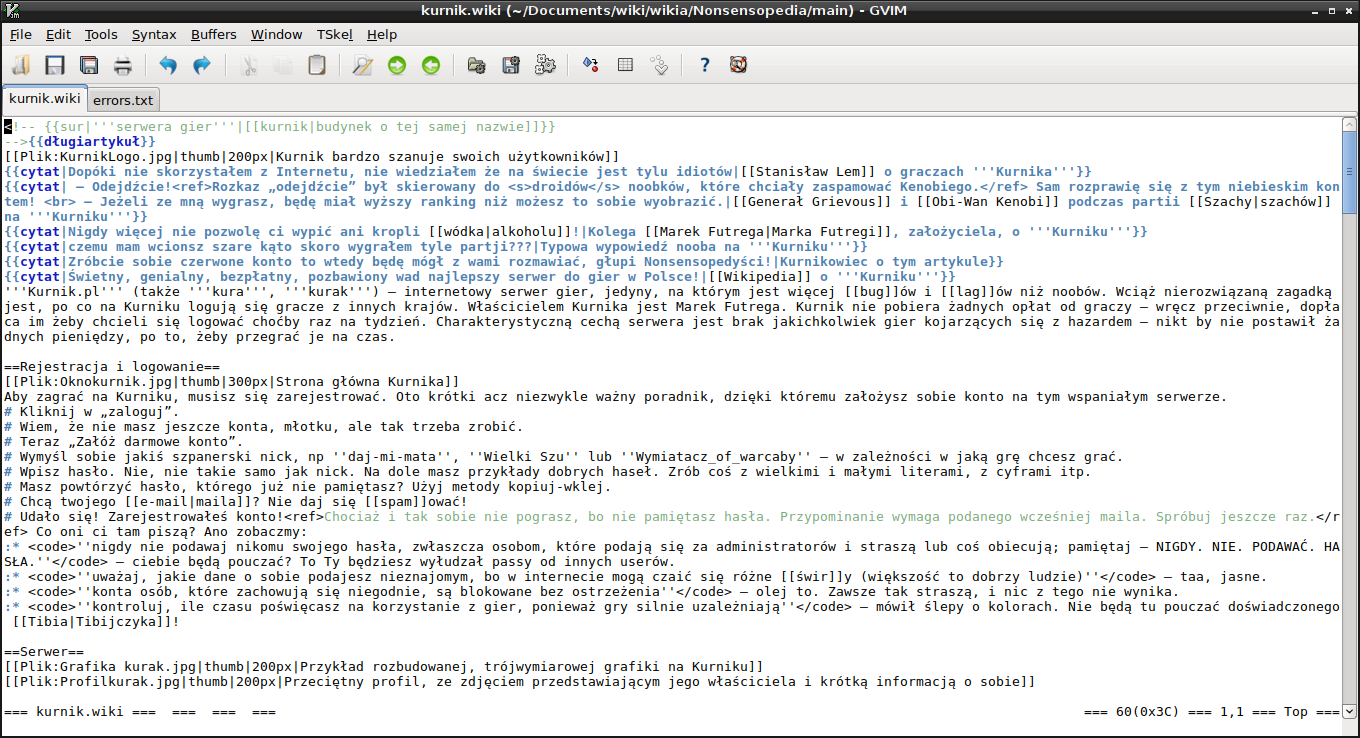 kurnik.wiki (~/Documents/wiki/wikia/Nonsensopedia/main) - GVIM
File Edit Tools Syntax Buffers Window TSkel Help
kurnik.wiki errors.txt
<!-- {{sur|'''serwera gier'''|[[kurnik|budynek o tej samej nazwie]]}}
-->{{długiartykuł}}
[[Plik:KurnikLogo.jpg|thumb|200px|Kurnik bardzo szanuje swoich użytkowników]]
{{cytat|Dopóki nie skorzystałem z Internetu, nie wiedziałem że na świecie jest tylu idiotów|[[Stanisław Lem]] o graczach '''Kurnika'''}}
{{cytat| – Odejdźcie!<ref>Rozkaz „odejdźcie” był skierowany do <s>droidów</s> noobków, które chciały zaspamować Kenobiego.</ref> Sam rozprawię się z tym niebieskim kon
tem! <br> – Jeżeli ze mną wygrasz, będę miał wyższy ranking niż możesz to sobie wyobrazić.|[[Generał Grievous]] i [[Obi-Wan Kenobi]] podczas partii [[Szachy|szachów]]
na '''Kurniku'''}}
{{cytat|Nigdy więcej nie pozwolę ci wypić ani kropli [[wódka|alkoholu]]!|Kolega [[Marek Futrega|Marka Futregi]], założyciela, o '''Kurniku'''}}
{{cytat|czemu mam wcionsz szare kąto skoro wygrałem tyle partji???|Typowa wypowiedź nooba na '''Kurniku'''}}
{{cytat|Zróbcie sobie czerwone konto to wtedy będę mógł z wami rozmawiać, głupi Nonsensopedyści!|Kurnikowiec o tym artykule}}
{{cytat|Świetny, genialny, bezpłatny, pozbawiony wad najlepszy serwer do gier w Polsce!|[[Wikipedia]] o '''Kurniku'''}}
'''Kurnik.pl''' (także '''kura''', '''kurak''') – internetowy serwer gier, jedyny, na którym jest więcej [[bug]]ów i [[lag]]ów niż noobów. Wciąż nierozwiązaną zagadką
jest, po co na Kurniku logują się gracze z innych krajów. Właścicielem Kurnika jest Marek Futrega. Kurnik nie pobiera żadnych opłat od graczy – wręcz przeciwnie, dopła
ca im żeby chcieli się logować choćby raz na tydzień. Charakterystyczną cechą serwera jest brak jakichkolwiek gier kojarzących się z hazardem – nikt by nie postawił ża
dnych pieniędzy, po to, żeby przegrać je na czas.
==Rejestracja i logowanie==
[[Plik:Oknokurnik.jpg|thumb|300px|Strona główna Kurnika]]
Aby zagrać na Kurniku, musisz się zarejestrować. Oto krótki acz niezwykle ważny poradnik, dzięki któremu założysz sobie konto na tym wspaniałym serwerze.
# Kliknij w „zaloguj”.
# Wiem, że nie masz jeszcze konta, młotku, ale tak trzeba zrobić.
# Teraz „Załóż darmowe konto”.
# Wymyśl sobie jakiś szpanerski nick, np ''daj-mi-mata'', ''Wielki Szu'' lub ''Wymiatacz_of_warcaby'' – w zależności w jaką grę chcesz grać.
# Wpisz hasło. Nie, nie takie samo jak nick. Na dole masz przykłady dobrych haseł. Zrób coś z wielkimi i małymi literami, z cyframi itp.
# Masz powtórzyć hasło, którego już nie pamiętasz? Użyj metody kopiuj-wklej.
# Chcą twojego [[e-mail|maila]]? Nie daj się [[spam]]ować!
# Udało się! Zarejestrowałeś konto!<ref>Chociaż i tak sobie nie pograsz, bo nie pamiętasz hasła. Przypominanie wymaga podanego wcześniej maila. Spróbuj jeszcze raz.</r
ef> Co oni ci tam piszą? Ano zobaczmy:
:* <code>''nigdy nie podawaj nikomu swojego hasła, zwłaszcza osobom, które podają się za administratorów i straszą lub coś obiecują; pamiętaj – NIGDY. NIE. PODAWAĆ. HA
SŁA.''</code> – ciebie będą pouczać? To Ty będziesz wyłudzał passy od innych userów.
:* <code>''uważaj, jakie dane o sobie podajesz nieznajomym, bo w internecie mogą czaić się różne [[świr]]y (większość to dobrzy ludzie)''</code> – taa, jasne.
:* <code>''konta osób, które zachowują się niegodnie, są blokowane bez ostrzeżenia''</code> – olej to. Zawsze tak straszą, i nic z tego nie wynika.
:* <code>''kontroluj, ile czasu poświęcasz na korzystanie z gier, ponieważ gry silnie uzależniają''</code> – mówił ślepy o kolorach. Nie będą tu pouczać doświadczonego
[[Tibia|Tibijczyka]]!
==Serwer==
[[Plik:Grafika kurak.jpg|thumb|200px|Przykład rozbudowanej, trójwymiarowej grafiki na Kurniku]]
[[Plik:Profilkurak.jpg|thumb|200px|Przeciętny profil, ze zdjęciem przedstawiającym jego właściciela i krótką informacją o sobie]]
=== kurnik.wiki === === === === === 60(0x3C) === 1,1 === Top ===